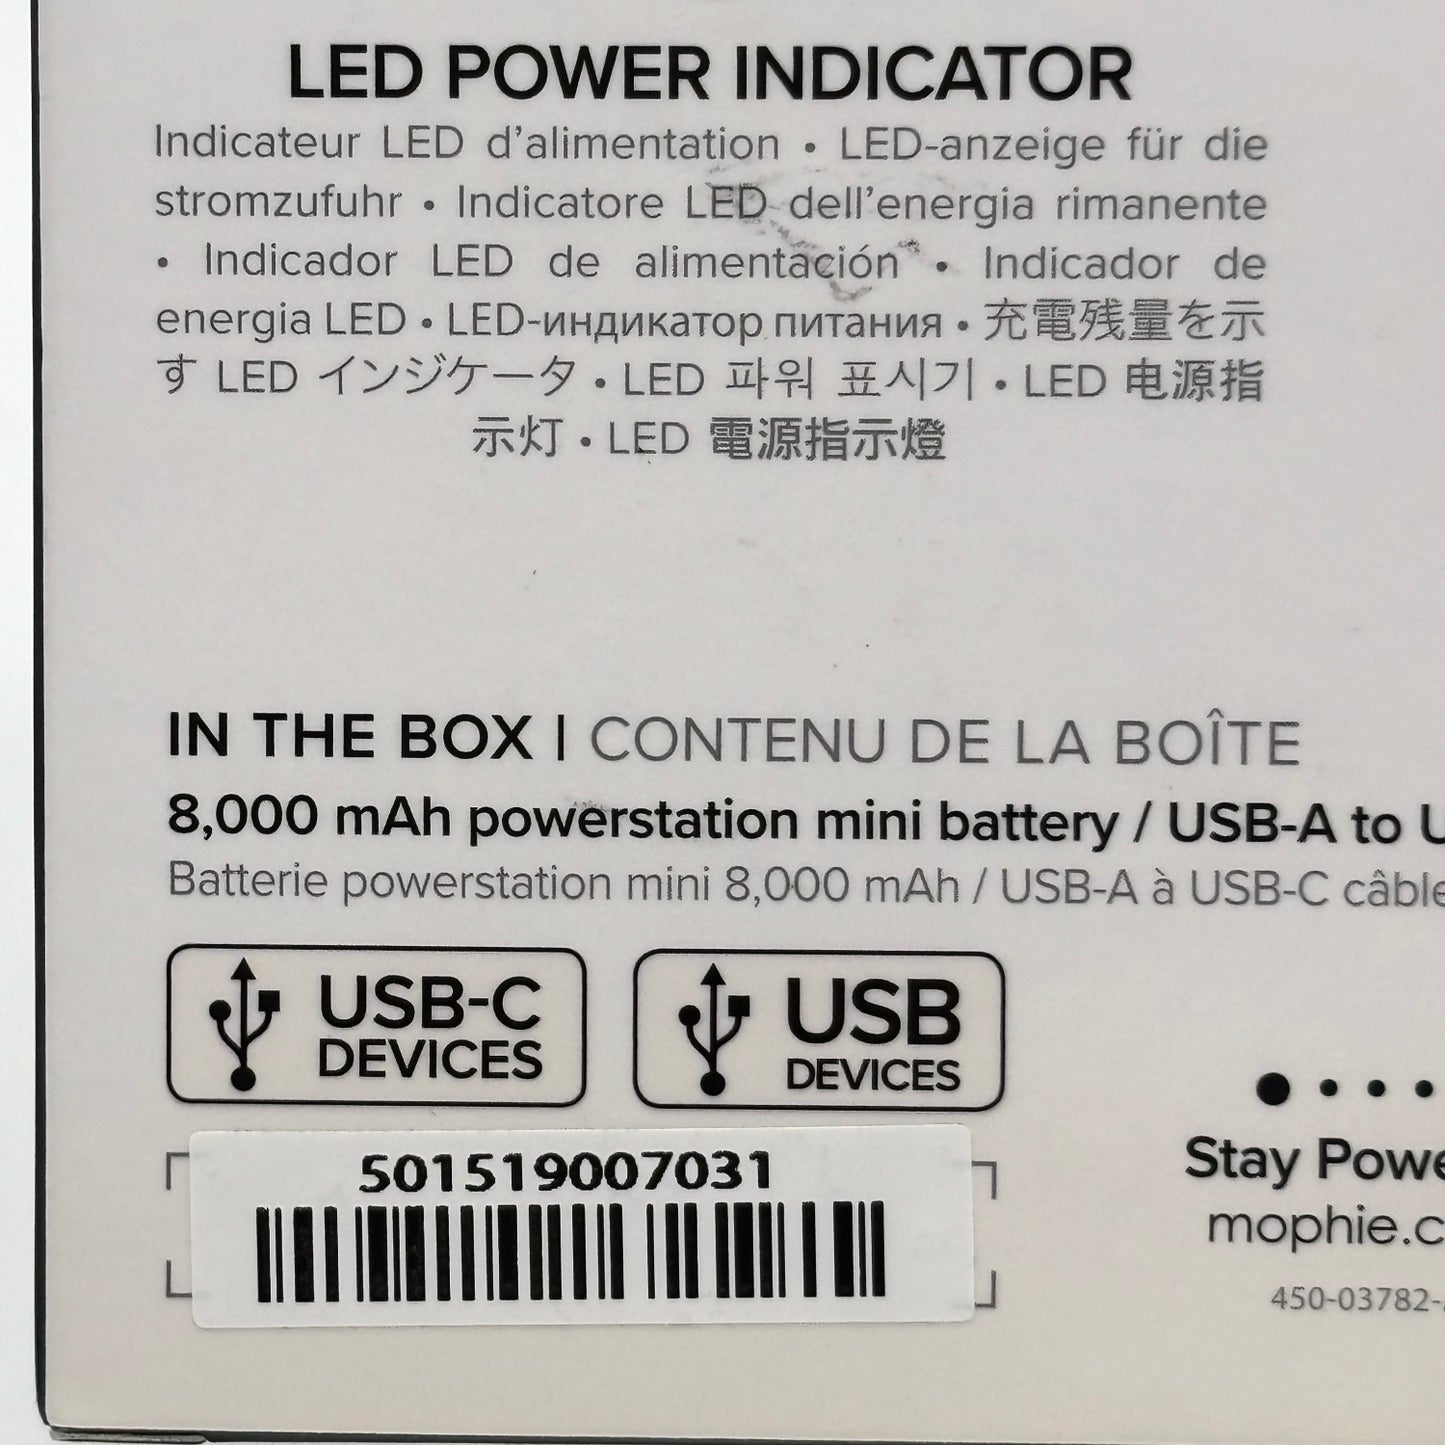 LED POWER INDICATOR
Indicateur LED d’alimentation • LED-anzeige für die
stromzufuhr • Indicatore LED dell’energia rimanente
• Indicador LED de alimentación • Indicador de
energia LED • LED-индикатор питания • 充電残量を示
す LED インジケータ • LED 파워 표시기 • LED 电源指
示灯 • LED 電源指示燈
IN THE BOX | CONTENU DE LA BOÎTE
8,000 mAh powerstation mini battery / USB-A to
Batterie powerstation mini 8,000 mAh / USB-A à USB-C câble
USB-C
DEVICES
USB
DEVICES
501519007031
Stay
mophie.c
450-03782-